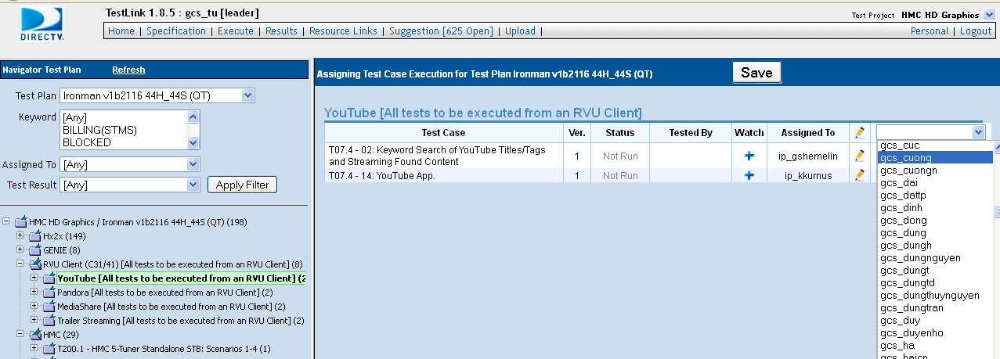 TestLink 1.8.5 : gcs_tu [leader]
Test Project HMC HD Graphics
DIRECTV.
Home | Specification | Execute | Results | Resource Links | Suggestion [625 Open] | Upload |
Personal | Logout
Navigator Test Plan Refresh
Assigning Test Case Execution for Test Plan Ironman v1b2116 44H_44S (QT) Save
Test Plan Ironman v1b2116 44H_44S (QT)
Keyword [Any]
BILLING(STMS)
BLOCKED
Assigned To [Any]
Test Result [Any] Apply Filter
HMC HD Graphics / Ironman v1b2116 44H_44S (QT) (198)
Hx2x (149)
GENIE (8)
RVU Client (C31/41) [All tests to be executed from an RVU Client] (8)
YouTube [All tests to be executed from an RVU Client] (2
Pandora [All tests to be executed from an RVU Client] (2)
MediaShare [All tests to be executed from an RVU Client] (2)
Trailer Streaming [All tests to be executed from an RVU Client] (2)
HMC (29)
T200.1 - HMC 5-Tuner Standalone STB: Scenarios 1-4 (1)
YouTube [All tests to be executed from an RVU Client]
Test Case Ver. Status Tested By Watch Assigned To
T07.4 - 02: Keyword Search of YouTube Titles/Tags
and Streaming Found Content 1 Not Run ip_gshemelin
T07.4 - 14: YouTube App. 1 Not Run ip_kkurnus
gcs_cuc
gcs_cuong
gcs_cuongn
gcs_dai
gcs_dattp
gcs_dinh
gcs_dong
gcs_dung
gcs_dungh
gcs_dungnguyen
gcs_dungt
gcs_dungtd
gcs_dungthuynguyen
gcs_dungtran
gcs_duy
gcs_duyenho
gcs_ha
gcs_haicn